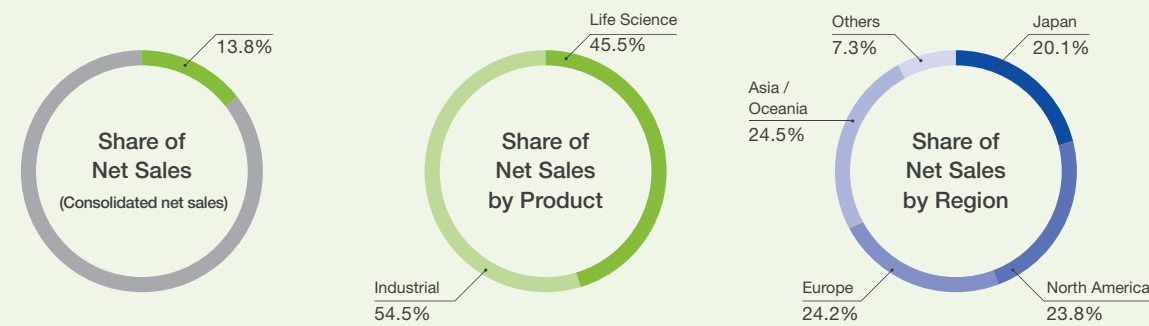 13.8%
Share of
Net Sales
(Consolidated net sales)
Life Science
45.5%
Share of
Net Sales
by Product
Industrial
54.5%
Others
7.3%
Japan
20.1%
Asia /
Oceania
24.5%
Share of
Net Sales
by Region
Europe
24.2%
North America
23.8%